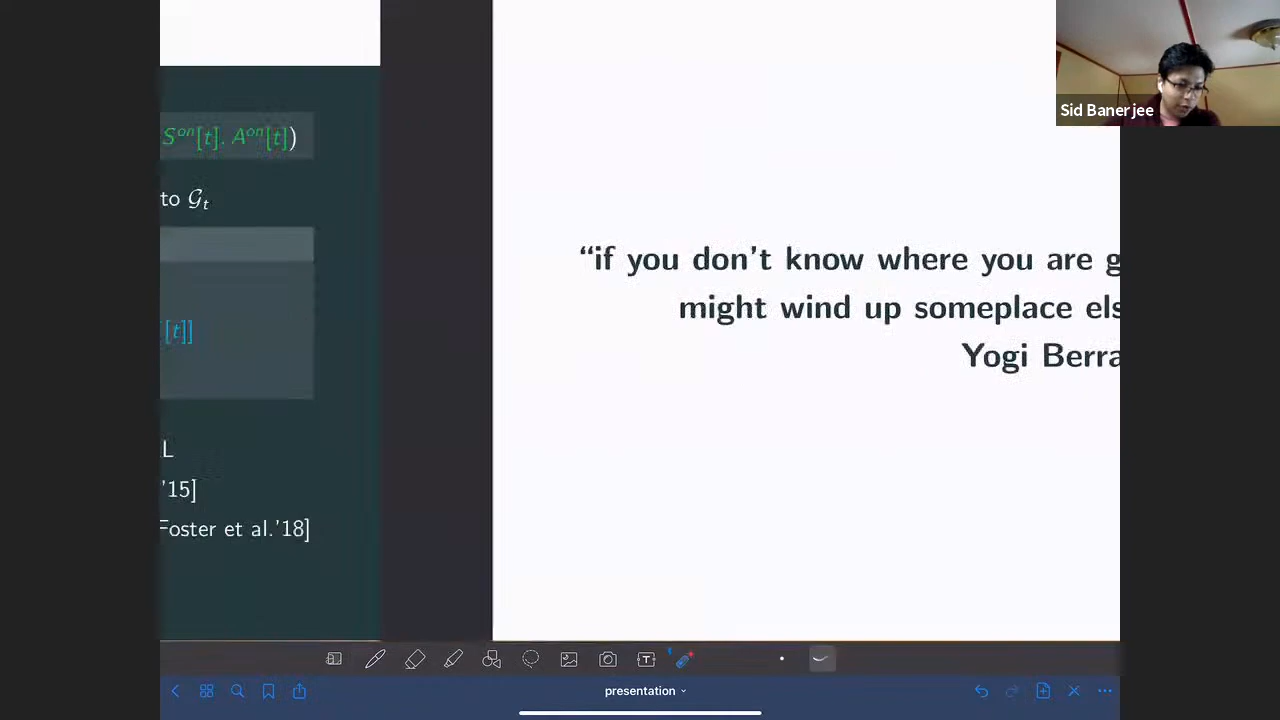 S^on[t]. A^on[t])
to 𝒢_t
[t]]
L
'15]
Foster et al.'18]
“if you don't know where you are g
might wind up someplace els
Yogi Berra
Sid Banerjee
presentation